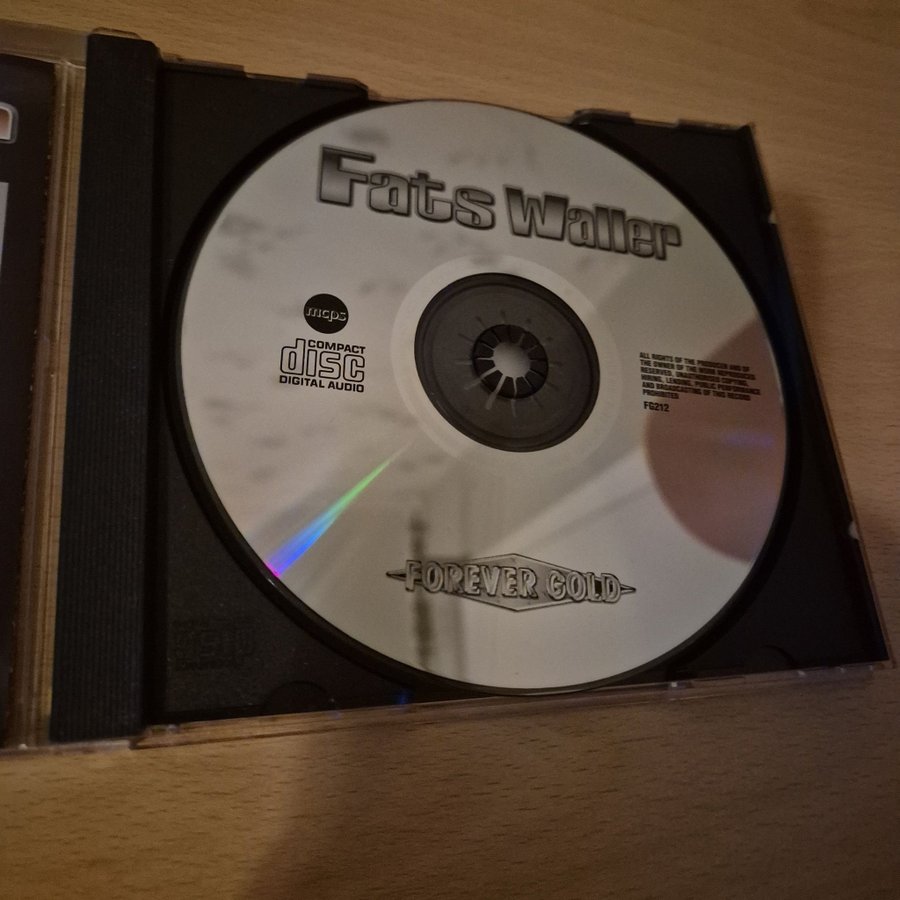 Fats Waller
mcps
COMPACT
disc
DIGITAL AUDIO
ALL RIGHTS OF THE PRODUCER AND OF
THE OWNER OF THE WORK REPRODUCED
RESERVED, UNAUTHORISED COPYING,
HIRING, LENDING, PUBLIC PERFORMANCE
AND BROADCASTING OF THIS RECORD
PROHIBITED
FG212
FOREVER GOLD